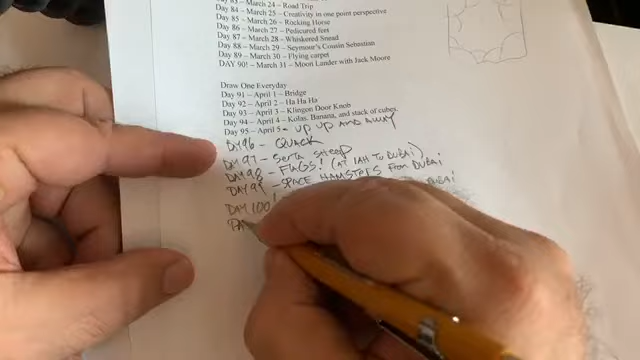 – March 24 – Road Trip
Day 84 – March 25 – Creativity in one point perspective
Day 85 – March 26 – Rocking Horse
Day 86 – March 27 – Pedicured feet
Day 87 – March 28 – Whiskered Snead
Day 88 – March 29 – Seymour's Cousin Sebastian
Day 89 – March 30 – Flying carpet
DAY 90! – March 31 – Moon Lander with Jack Moore
Draw One Everyday
Day 91 – April 1 – Bridge
Day 92 – April 2 – Ha Ha Ha
Day 93 – April 3 – Klingon Door Knob
Day 94 – April 4 – Kolas, Banana, and stack of cubes.
Day 95 – April 5 – UP UP AND AWAY
DAY 96 – QUACK
DAY 97 – SERTA SHEEP
DAY 98 – FLAGS! (AT IAH TO DUBAI)
DAY 99 – SPACE HAMSTERS FROM DUBAI
DAY 100! DUBAI
DA